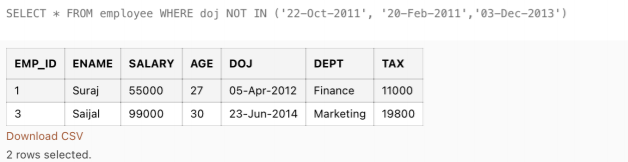 SELECT * FROM employee WHERE doj NOT IN ('22-Oct-2011', '20-Feb-2011','03-Dec-2013')
EMP_ID ENAME SALARY AGE DOJ DEPT TAX
1 Suraj 55000 27 05-Apr-2012 Finance 11000
3 Saijal 99000 30 23-Jun-2014 Marketing 19800
Download CSV
2 rows selected.